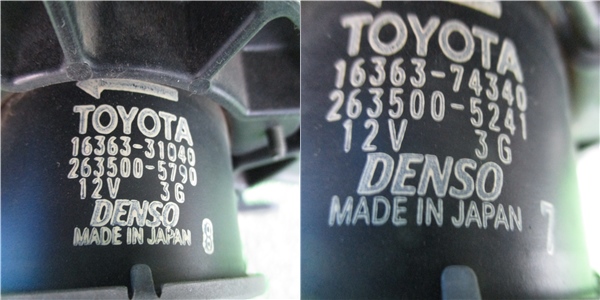 TOYOTA
16363-31040
263500-5790
12V 3G
DENSO
MADE IN JAPAN 8
TOYOTA
16363-74340
263500-5241
12V 3G
DENSO
MADE IN JAPAN 7